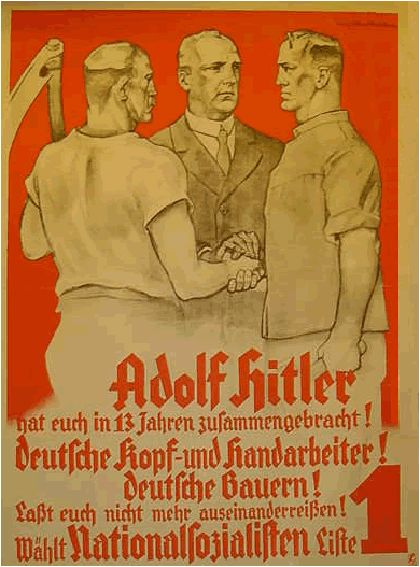 Adolf Hitler
hat euch in 13 Jahren zusammengebracht!
Deutsche Kopf-und Handarbeiter!
Deutsche Bauern!
Laßt euch nicht mehr auseinanderreißen!
Wählt Nationalsozialisten Liste 1